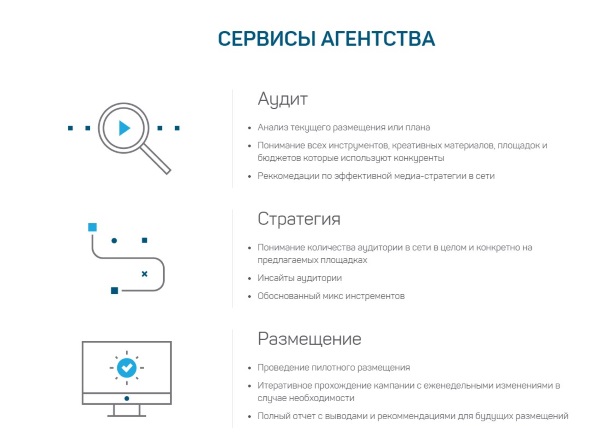 СЕРВИСЫ АГЕНТСТВА
Аудит
Анализ текущего размещения или плана
Понимание всех инструментов, креативных материалов, площадок и
бюджетов которые используют конкуренты
Реккомедации по эффективной медиа-стратегии в сети
Стратегия
Понимание количества аудитории в сети в целом и конкретно на
предлагаемых площадках
Инсайты аудитории
Обоснованный микс инстрементов
Размещение
Проведение пилотного размещения
Итеративное прохождение кампании с еженедельными изменениями в
случае необходимости
Полный отчет с выводами и рекомендациями для будущих размещений